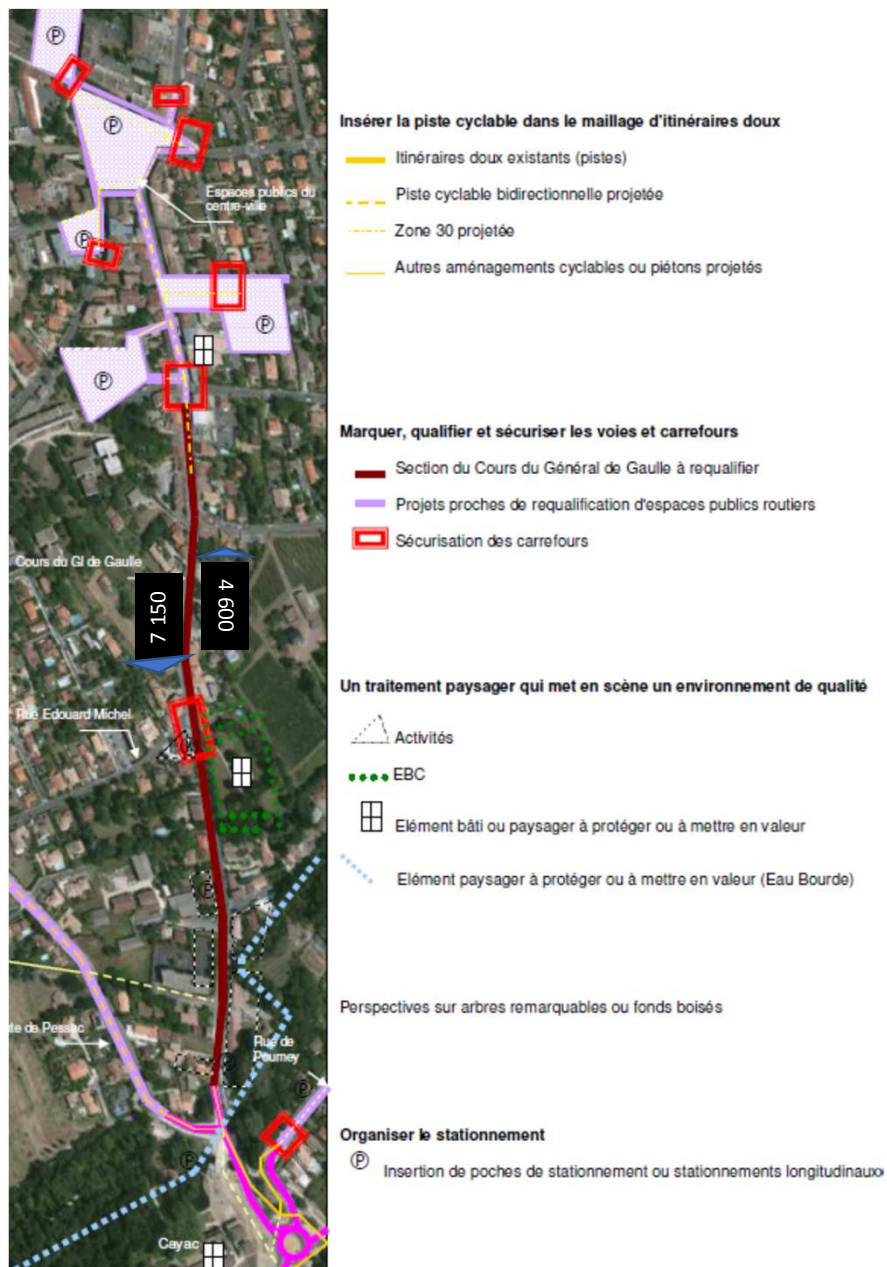 P
P
Espaces publics du
centre-ville
P
P
P
Cours du Gl de Gaulle
7 150
4 600
Rue Edouard Michel
P
te de Pessac
Rue de
Pourney
P
P
Cayac
Insérer la piste cyclable dans le maillage d'itinéraires doux
Itinéraires doux existants (pistes)
Piste cyclable bidirectionnelle projetée
Zone 30 projetée
Autres aménagements cyclables ou piétons projetés
Marquer, qualifier et sécuriser les voies et carrefours
Section du Cours du Général de Gaulle à requalifier
Projets proches de requalification d'espaces publics routiers
Sécurisation des carrefours
Un traitement paysager qui met en scène un environnement de qualité
Activités
EBC
Elément bâti ou paysager à protéger ou à mettre en valeur
Elément paysager à protéger ou à mettre en valeur (Eau Bourde)
Perspectives sur arbres remarquables ou fonds boisés
Organiser le stationnement
P
Insertion de poches de stationnement ou stationnements longitudinaux